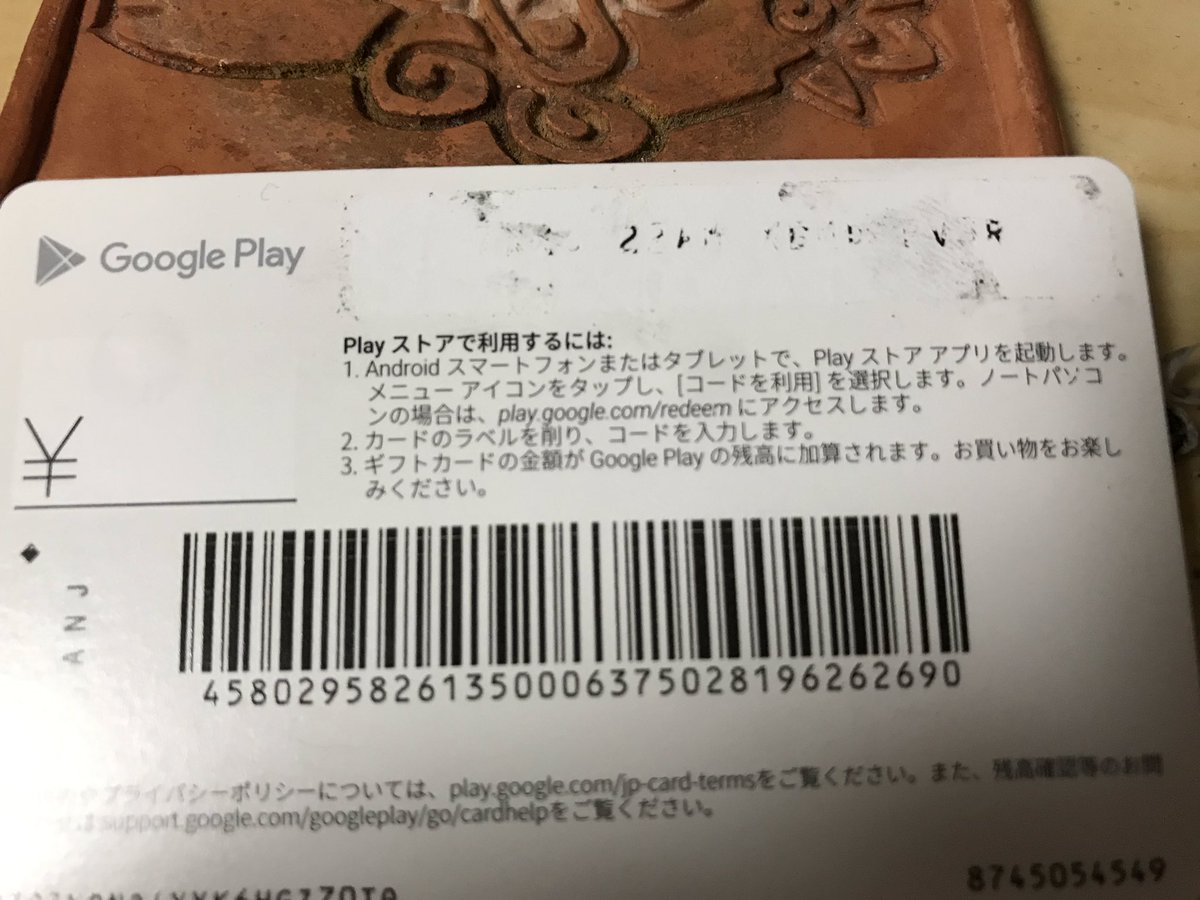 Google Play
Play ストアで利用するには:
1. Android スマートフォンまたはタブレットで、Play ストア アプリを起動します。
メニュー アイコンをタップし、[コードを利用] を選択します。ノートパソコ
ンの場合は、play.google.com/redeem にアクセスします。
2. カードのラベルを削り、コードを入力します。
3. ギフトカードの金額が Google Play の残高に加算されます。お買い物をお楽し
みください。
¥
ANJ
45802958261350006375028196262690
プライバシーポリシーについては、play.google.com/jp-card-termsをご覧ください。また、残高確認等のお問
support.google.com/googleplay/go/cardhelpをご覧ください。
8745054549